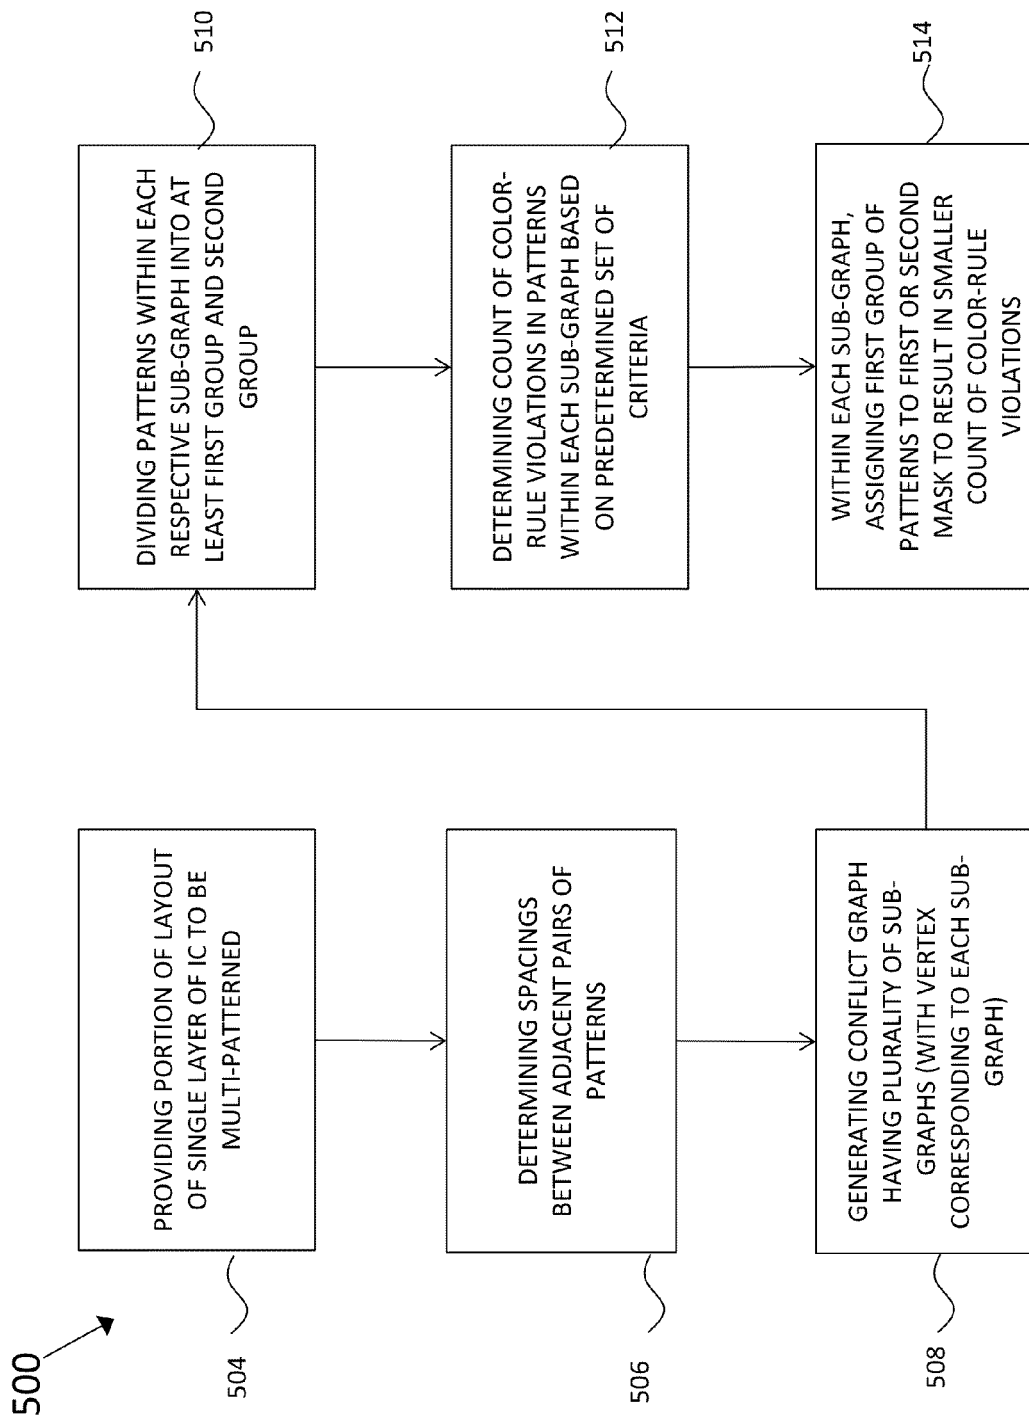 500
504
PROVIDING PORTION OF LAYOUT
OF SINGLE LAYER OF IC TO BE
MULTI-PATTERNED
506
DETERMINING SPACINGS
BETWEEN ADJACENT PAIRS OF
PATTERNS
508
GENERATING CONFLICT GRAPH
HAVING PLURALITY OF SUB-
GRAPHS (WITH VERTEX
CORRESPONDING TO EACH SUB-
GRAPH)
510
DIVIDING PATTERNS WITHIN EACH
RESPECTIVE SUB-GRAPH INTO AT
LEAST FIRST GROUP AND SECOND
GROUP
512
DETERMINING COUNT OF COLOR-
RULE VIOLATIONS IN PATTERNS
WITHIN EACH SUB-GRAPH BASED
ON PREDETERMINED SET OF
CRITERIA
514
WITHIN EACH SUB-GRAPH,
ASSIGNING FIRST GROUP OF
PATTERNS TO FIRST OR SECOND
MASK TO RESULT IN SMALLER
COUNT OF COLOR-RULE
VIOLATIONS